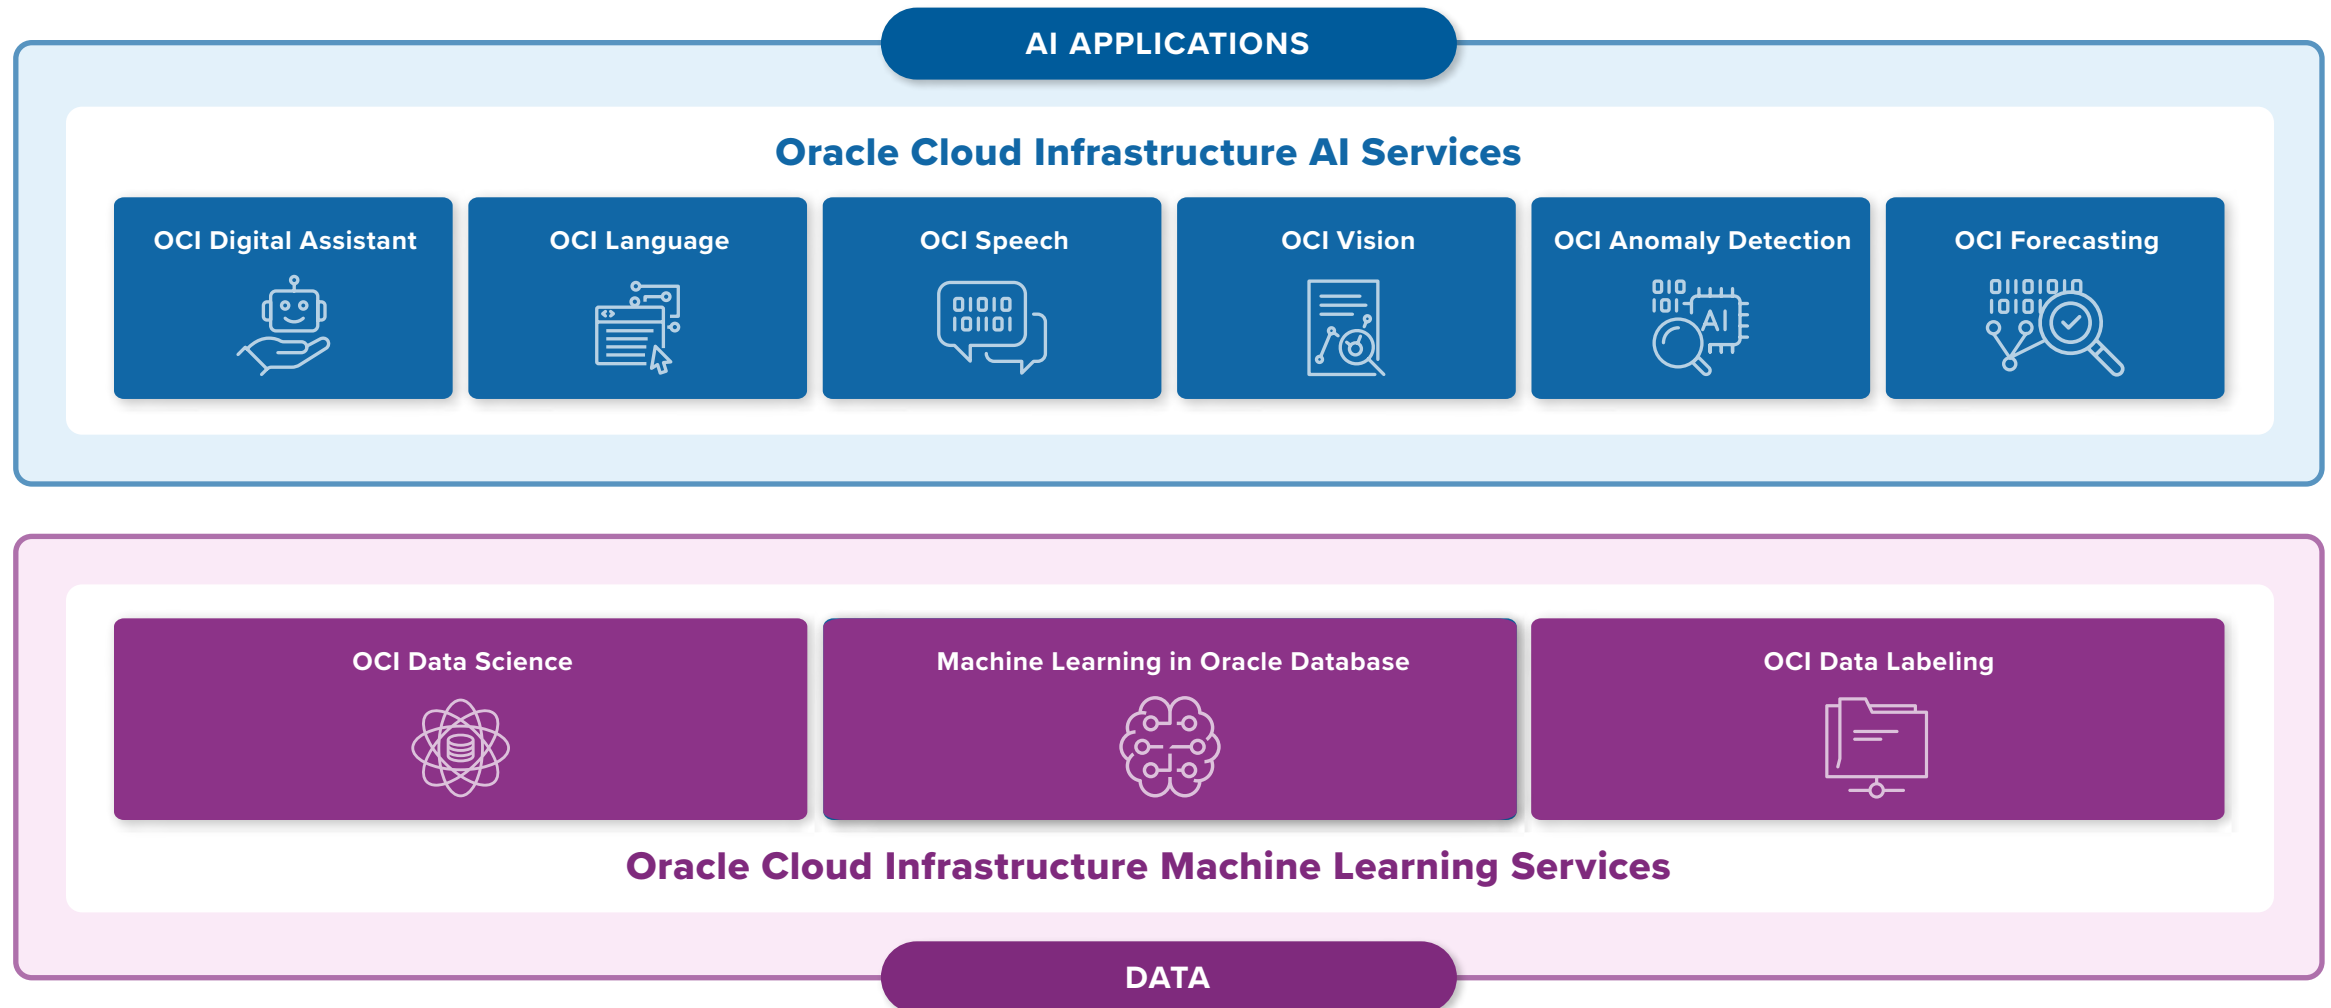 AI APPLICATIONS
Oracle Cloud Infrastructure AI Services
OCI Digital Assistant
OCI Language
OCI Speech
01010
101101
OCI Vision
OCI Anomaly Detection
010
101
AI
OCI Forecasting
01101010
10101
OCI Data Science
Machine Learning in Oracle Database
OCI Data Labeling
Oracle Cloud Infrastructure Machine Learning Services
DATA